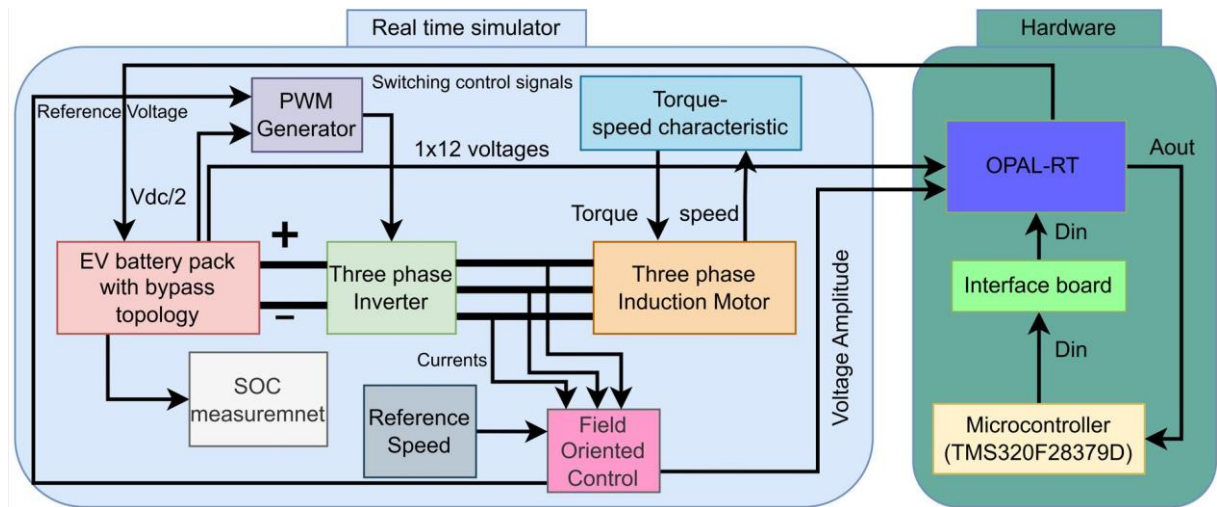 Real time simulator
Hardware
Switching control signals
Reference Voltage
PWM
Generator
Torque-
speed characteristic
1x12 voltages
Aout
OPAL-RT
Vdc/2
Torque
speed
Din
+
EV battery pack
with bypass
topology
Three phase
Inverter
Three phase
Induction Motor
Interface board
−
Voltage Amplitude
Din
Currents
SOC
measuremnet
Reference
Speed
Field
Oriented
Control
Microcontroller
(TMS320F28379D)